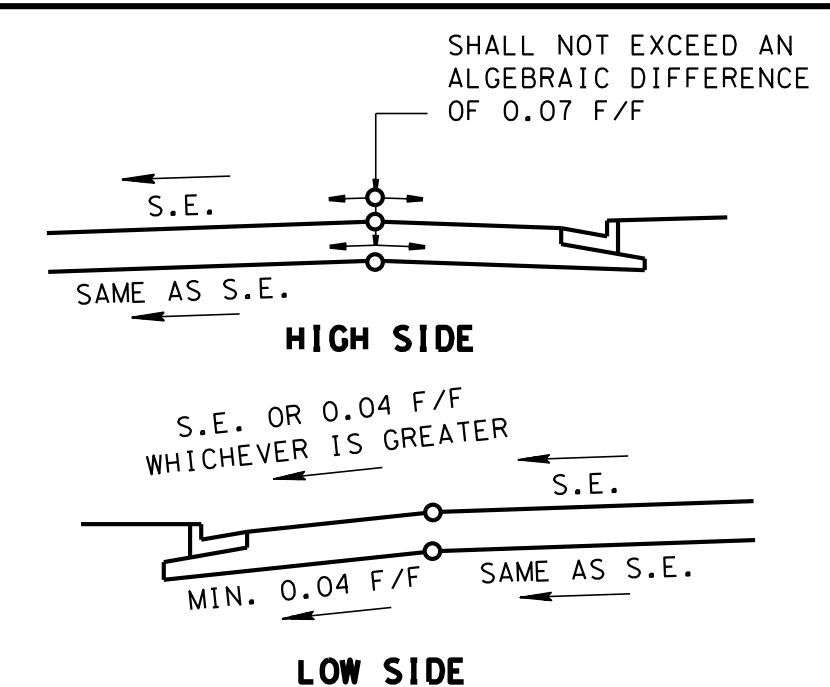 SHALL NOT EXCEED AN
ALGEBRAIC DIFFERENCE
OF 0.07 F/F
S.E.
SAME AS S.E.
HIGH SIDE
S.E. OR 0.04 F/F
WHICHEVER IS GREATER
S.E.
MIN. 0.04 F/F
SAME AS S.E.
LOW SIDE